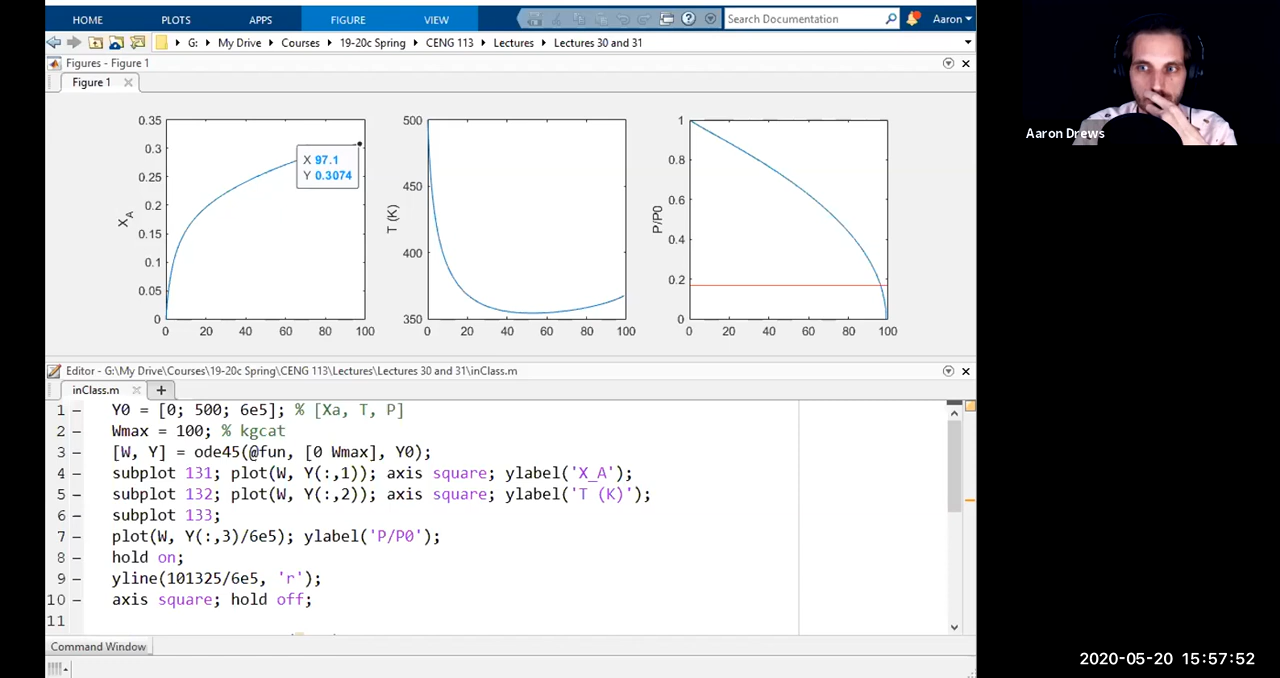 HOME PLOTS APPS FIGURE VIEW Search Documentation Aaron
G: My Drive Courses 19-20c Spring CENG 113 Lectures Lectures 30 and 31
Figures - Figure 1
Figure 1
0.35
0.3
0.25
0.2
0.15
0.1
0.05
0
X_A
0 20 40 60 80 100
X 97.1
Y 0.3074
500
450
400
350
T (K)
0 20 40 60 80 100
1
0.8
0.6
0.4
0.2
0
P/P0
0 20 40 60 80 100
Aaron Drews
Editor - G:\My Drive\Courses\19-20c Spring\CENG 113\Lectures\Lectures 30 and 31\inClass.m
inClass.m
1 – Y0 = [0; 500; 6e5]; % [Xa, T, P]
2 – Wmax = 100; % kgcat
3 – [W, Y] = ode45(@fun, [0 Wmax], Y0);
4 – subplot 131; plot(W, Y(:,1)); axis square; ylabel('X_A');
5 – subplot 132; plot(W, Y(:,2)); axis square; ylabel('T (K)');
6 – subplot 133;
7 – plot(W, Y(:,3)/6e5); ylabel('P/P0');
8 – hold on;
9 – yline(101325/6e5, 'r');
10 – axis square; hold off;
11
Command Window
2020-05-20 15:57:52